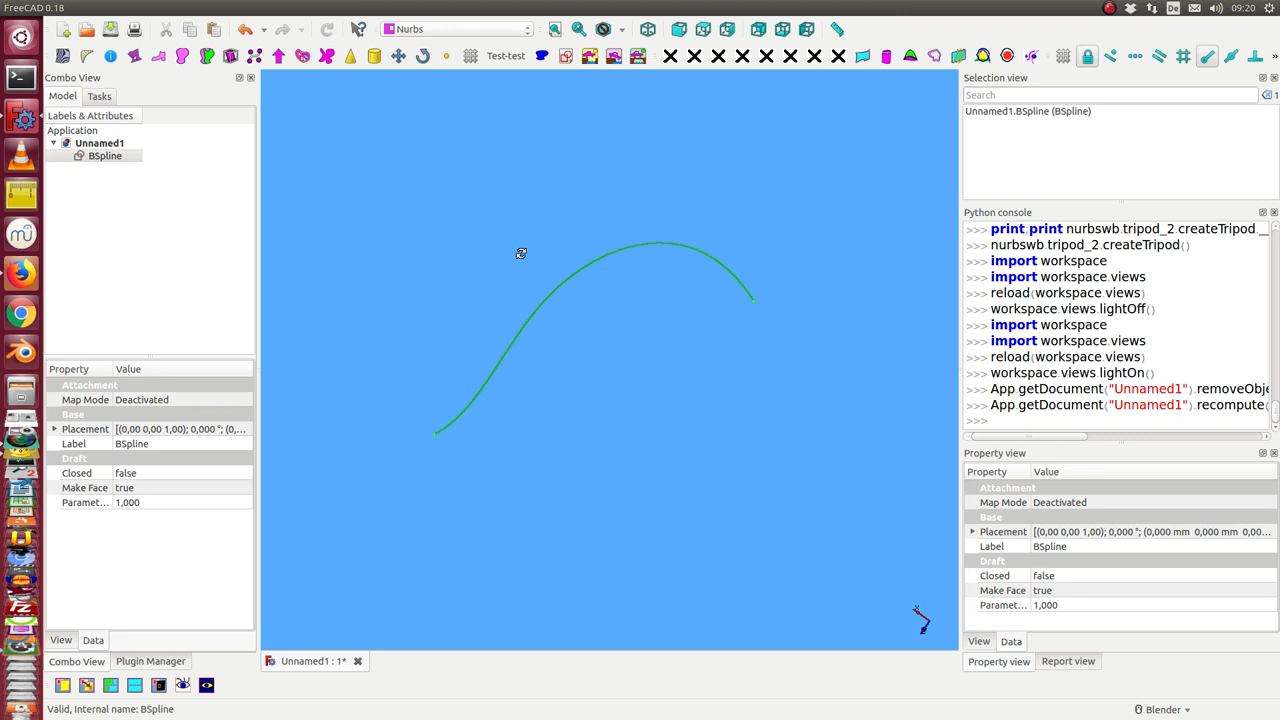 FreeCAD 0.18
De
09:20
Nurbs
Test-test
Combo View
Model
Tasks
Labels & Attributes
Application
Unnamed1
BSpline
Property
Value
Attachment
Map Mode
Deactivated
Base
Placement
[(0,00 0,00 1,00); 0,000 °; (0,...
Label
BSpline
Draft
Closed
false
Make Face
true
Paramet...
1,000
View
Data
Combo View
Plugin Manager
Valid, Internal name: BSpline
Unnamed1 : 1*
Selection view
Search
1
Unnamed1.BSpline (BSpline)
Python console
>>> print;print nurbswb.tripod_2.createTripod.__
>>> nurbswb.tripod_2.createTripod()
>>> import workspace
>>> import workspace.views
>>> reload(workspace.views)
>>> workspace.views.lightOff()
>>> import workspace
>>> import workspace.views
>>> reload(workspace.views)
>>> workspace.views.lightOn()
>>> App.getDocument("Unnamed1").removeObje
>>> App.getDocument("Unnamed1").recompute(
>>>
Property view
Property
Value
Attachment
Map Mode
Deactivated
Base
Placement
[(0,00 0,00 1,00); 0,000 °; (0,000 mm 0,000 mm 0,00...
Label
BSpline
Draft
Closed
false
Make Face
true
Paramet...
1,000
View
Data
Property view
Report view
Blender